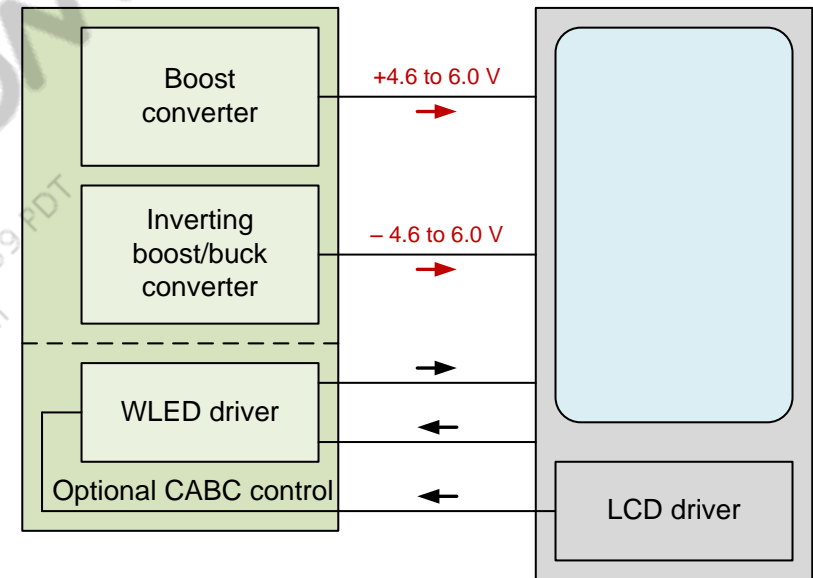 Boost
converter
+4.6 to 6.0 V
Inverting
boost/buck
converter
– 4.6 to 6.0 V
WLED driver
Optional CABC control
LCD driver
PDT